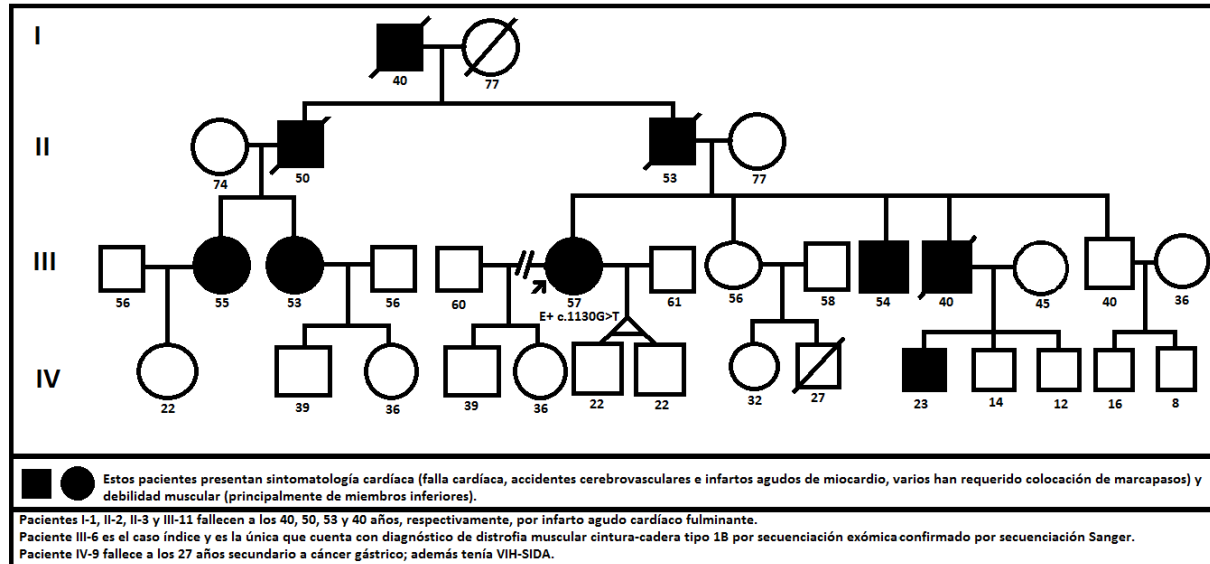 I
40 77
II
74 50 53 77
III
56 55 53 56 60 57 61 56 58 54 40 45 40 36
E+ c.1130G>T
IV
22 39 36 39 36 22 22 32 27 23 14 12 16 8
Estos pacientes presentan sintomatología cardíaca (falla cardíaca, accidentes cerebrovasculares e infartos agudos de miocardio, varios han requerido colocación de marcapasos) y
debilidad muscular (principalmente de miembros inferiores).
Pacientes I-1, II-2, II-3 y III-11 fallecen a los 40, 50, 53 y 40 años, respectivamente, por infarto agudo cardíaco fulminante.
Paciente III-6 es el caso índice y es la única que cuenta con diagnóstico de distrofia muscular cintura-cadera tipo 1B por secuenciación exómica confirmado por secuenciación Sanger.
Paciente IV-9 fallece a los 27 años secundario a cáncer gástrico; además tenía VIH-SIDA.